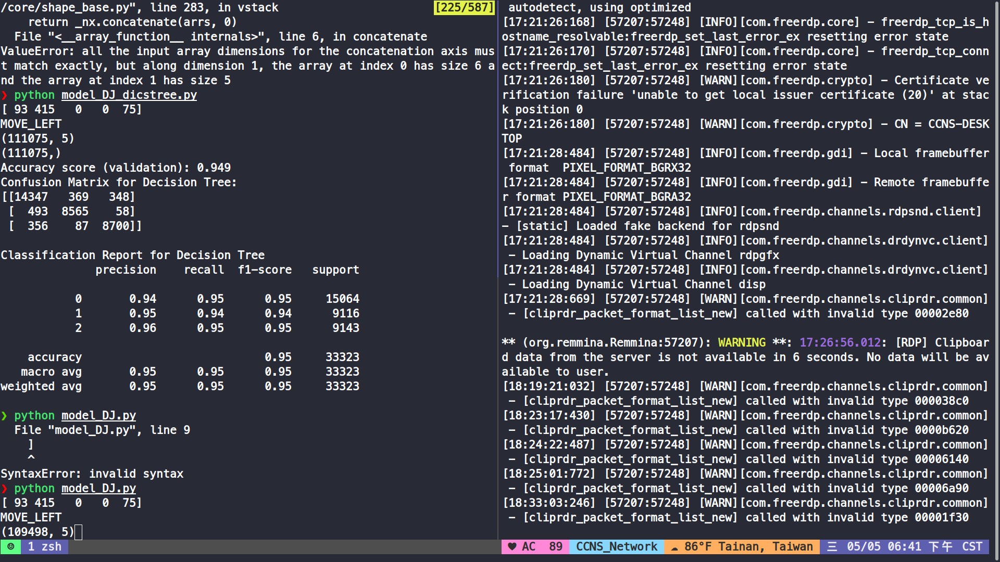 /core/shape_base.py", line 283, in vstack
[225/587]
    return _nx.concatenate(arrs, 0)
  File "<__array_function__ internals>", line 6, in concatenate
ValueError: all the input array dimensions for the concatenation axis mus
t match exactly, but along dimension 1, the array at index 0 has size 6 a
nd the array at index 1 has size 5
❯ python model_DJ_dicstree.py
[ 93 415   0   0  75]
MOVE_LEFT
(111075, 5)
(111075,)
Accuracy score (validation): 0.949
Confusion Matrix for Decision Tree:
[[14347   369   348]
 [  493  8565    58]
 [  356    87  8700]]
Classification Report for Decision Tree
              precision    recall  f1-score   support
           0       0.94      0.95      0.95     15064
           1       0.95      0.94      0.94      9116
           2       0.96      0.95      0.95      9143
    accuracy                           0.95     33323
   macro avg       0.95      0.95      0.95     33323
weighted avg       0.95      0.95      0.95     33323
❯ python model_DJ.py
  File "model_DJ.py", line 9
    ]
    ^
SyntaxError: invalid syntax
❯ python model_DJ.py
[ 93 415   0   0  75]
MOVE_LEFT
(109498, 5)
 autodetect, using optimized
[17:21:26:168] [57207:57248] [INFO][com.freerdp.core] - freerdp_tcp_is_h
ostname_resolvable:freerdp_set_last_error_ex resetting error state
[17:21:26:170] [57207:57248] [INFO][com.freerdp.core] - freerdp_tcp_conn
ect:freerdp_set_last_error_ex resetting error state
[17:21:26:180] [57207:57248] [WARN][com.freerdp.crypto] - Certificate ve
rification failure 'unable to get local issuer certificate (20)' at stac
k position 0
[17:21:26:180] [57207:57248] [WARN][com.freerdp.crypto] - CN = CCNS-DESK
TOP
[17:21:28:484] [57207:57248] [INFO][com.freerdp.gdi] - Local framebuffer
 format  PIXEL_FORMAT_BGRX32
[17:21:28:484] [57207:57248] [INFO][com.freerdp.gdi] - Remote framebuffe
r format PIXEL_FORMAT_BGRA32
[17:21:28:484] [57207:57248] [INFO][com.freerdp.channels.rdpsnd.client]
- [static] Loaded fake backend for rdpsnd
[17:21:28:484] [57207:57248] [INFO][com.freerdp.channels.drdynvc.client]
 - Loading Dynamic Virtual Channel rdpgfx
[17:21:28:484] [57207:57248] [INFO][com.freerdp.channels.drdynvc.client]
 - Loading Dynamic Virtual Channel disp
[17:21:28:669] [57207:57248] [WARN][com.freerdp.channels.cliprdr.common]
 - [cliprdr_packet_format_list_new] called with invalid type 00002e80
** (org.remmina.Remmina:57207): WARNING **: 17:26:56.012: [RDP] Clipboar
d data from the server is not available in 6 seconds. No data will be av
ailable to user.
[18:19:21:032] [57207:57248] [WARN][com.freerdp.channels.cliprdr.common]
 - [cliprdr_packet_format_list_new] called with invalid type 000038c0
[18:23:17:430] [57207:57248] [WARN][com.freerdp.channels.cliprdr.common]
 - [cliprdr_packet_format_list_new] called with invalid type 0000b620
[18:24:22:487] [57207:57248] [WARN][com.freerdp.channels.cliprdr.common]
 - [cliprdr_packet_format_list_new] called with invalid type 00006140
[18:25:01:772] [57207:57248] [WARN][com.freerdp.channels.cliprdr.common]
 - [cliprdr_packet_format_list_new] called with invalid type 00006a90
[18:33:03:246] [57207:57248] [WARN][com.freerdp.channels.cliprdr.common]
 - [cliprdr_packet_format_list_new] called with invalid type 00001f30
☺ 1 zsh
♥ AC  89 CCNS_Network ☁ 86°F Tainan, Taiwan 三 05/05 06:41 下午 CST